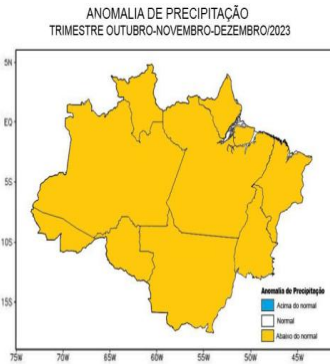 ANOMALIA DE PRECIPITAÇÃO
TRIMESTRE OUTUBRO-NOVEMBRO-DEZEMBRO/2023
5N
EQ
5S
10S
15S
75W 70W 65W 60W 55W 50W 45W
Anomalia de Precipitação
Acima do normal
Normal
Abaixo do normal